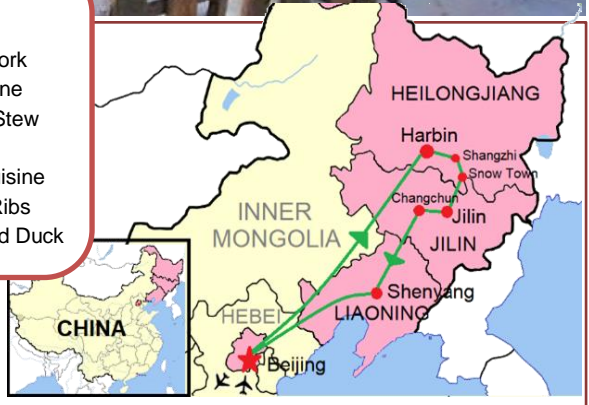 ork
ne
Stew
isine
Ribs
d Duck
HEILONGJIANG
Harbin
Shangzhi
Snow Town
Changchun
Jilin
INNER
MONGOLIA
JILIN
Shenyang
LIAONING
HEBEI
Beijing
CHINA